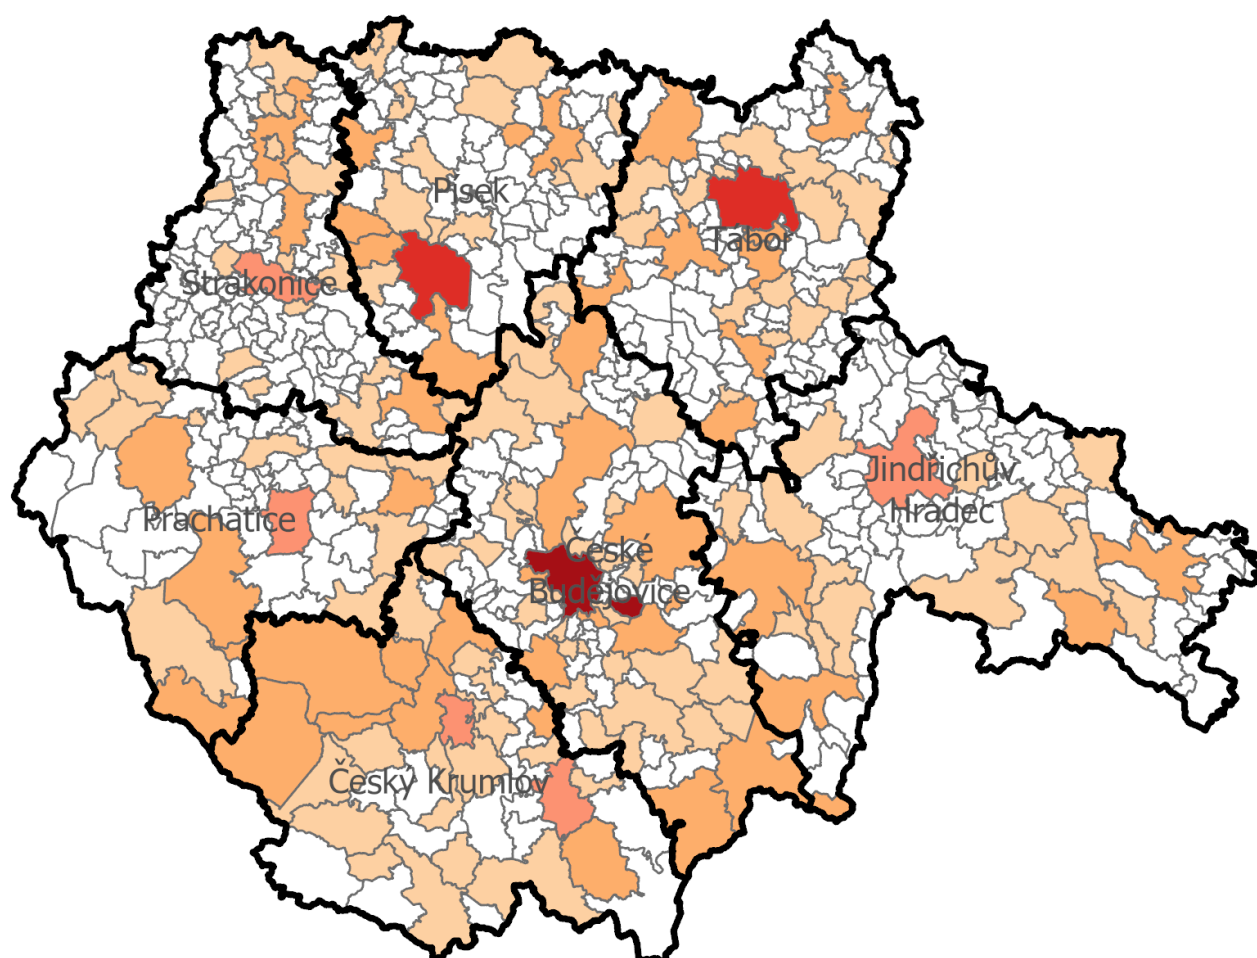 Písek
Tábor
Strakonice
Jindřichův
Hradec
Prachatice
České
Budějovice
Český Krumlov